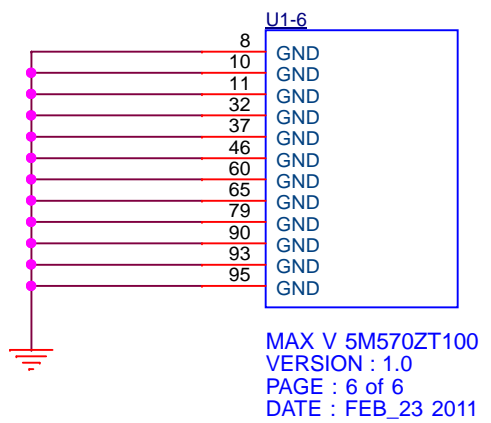 U1-6
8 GND
10 GND
11 GND
32 GND
37 GND
46 GND
60 GND
65 GND
79 GND
90 GND
93 GND
95 GND
MAX V 5M570ZT100
VERSION : 1.0
PAGE : 6 of 6
DATE : FEB_23 2011